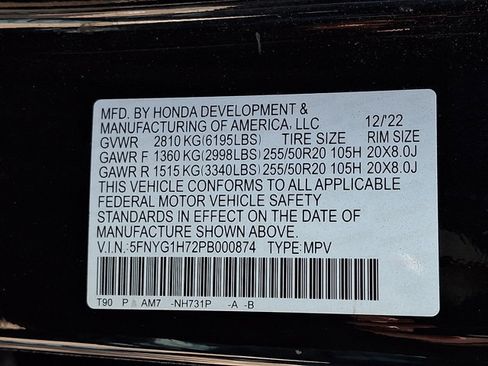 MFD. BY HONDA DEVELOPMENT &
MANUFACTURING OF AMERICA, LLC 12/'22
GVWR 2810 KG(6195LBS) TIRE SIZE RIM SIZE
GAWR F 1360 KG(2998LBS) 255/50R20 105H 20X8.0J
GAWR R 1515 KG(3340LBS) 255/50R20 105H 20X8.0J
THIS VEHICLE CONFORMS TO ALL APPLICABLE
FEDERAL MOTOR VEHICLE SAFETY
STANDARDS IN EFFECT ON THE DATE OF
MANUFACTURE SHOWN ABOVE.
V.I.N.: 5FNYG1H72PB000874 TYPE: MPV
T90 P AM7 -NH731P -A -B